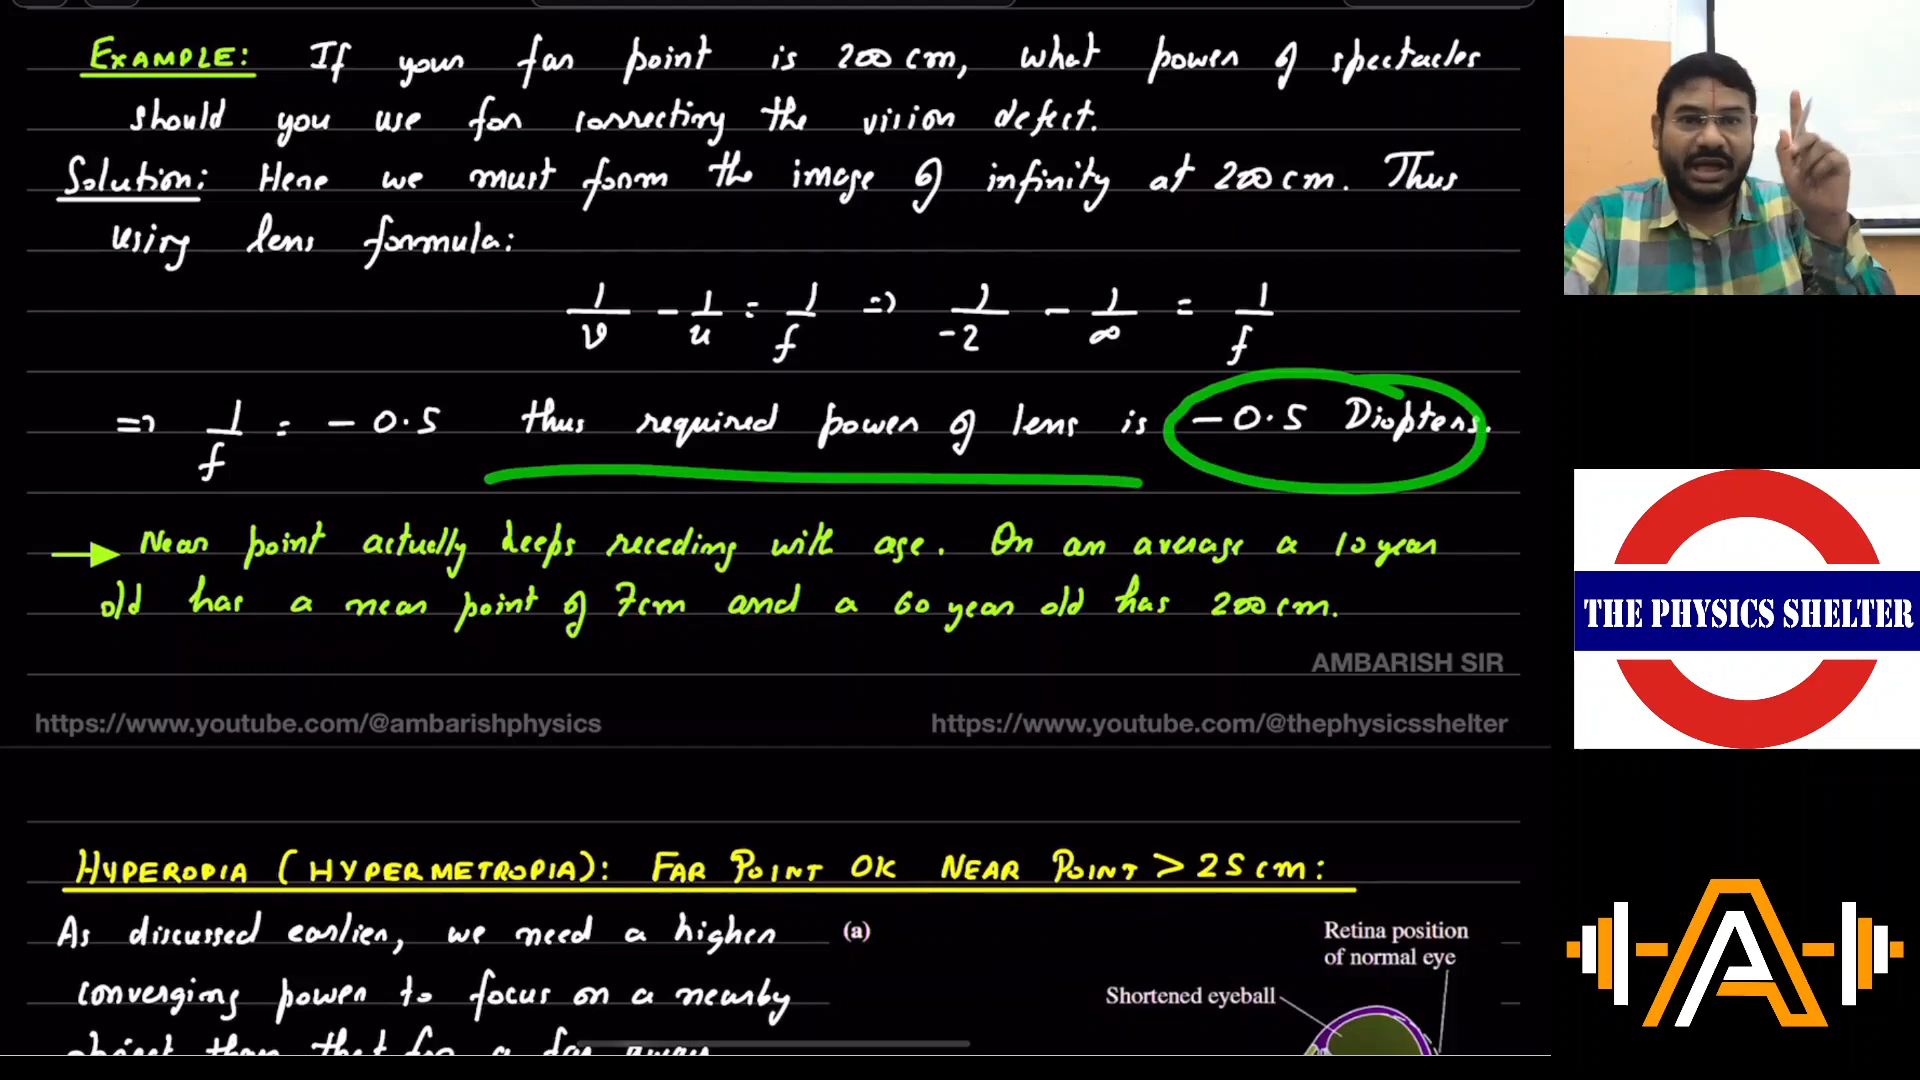 EXAMPLE: If your far point is 200 cm, what power of spectacles
should you use for correcting the vision defect.
Solution: Here we must form the image of infinity at 200 cm. Thus
using lens formula:
1/v - 1/u = 1/f => 1/-2 - 1/∞ = 1/f
=> 1/f = - 0.5 thus required power of lens is - 0.5 Diopters.
→ Near point actually keeps receding with age. On an average a 10 year
old has a near point of 7cm and a 60 year old has 200 cm.
AMBARISH SIR
https://www.youtube.com/@ambarishphysics https://www.youtube.com/@thephysicsshelter
HYPEROPIA (HYPERMETROPIA): FAR POINT OK NEAR POINT > 25 cm:
As discussed earlier, we need a higher
converging power to focus on a nearby
object than that for a far away
(a)
Retina position
of normal eye
Shortened eyeball
THE PHYSICS SHELTER
A